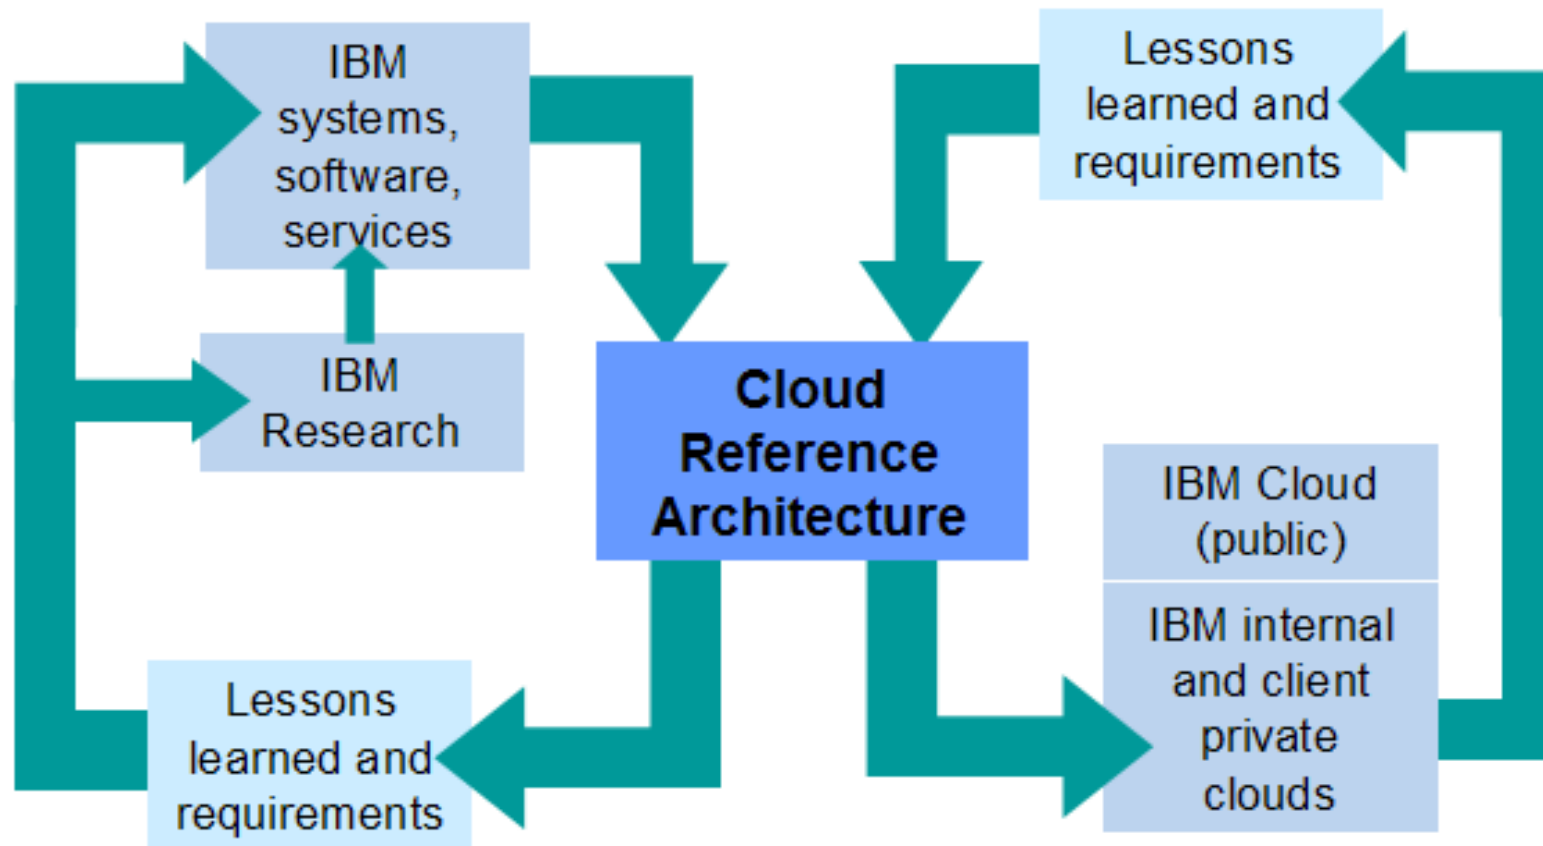 IBM
systems,
software,
services
Lessons
learned and
requirements
IBM
Research
Cloud
Reference
Architecture
IBM Cloud
(public)
IBM internal
and client
private
clouds
Lessons
learned and
requirements